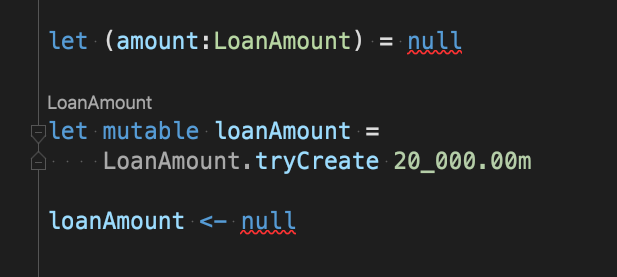 let (amount:LoanAmount) = null
LoanAmount
let mutable loanAmount =
    LoanAmount.tryCreate 20_000.00m
loanAmount <- null